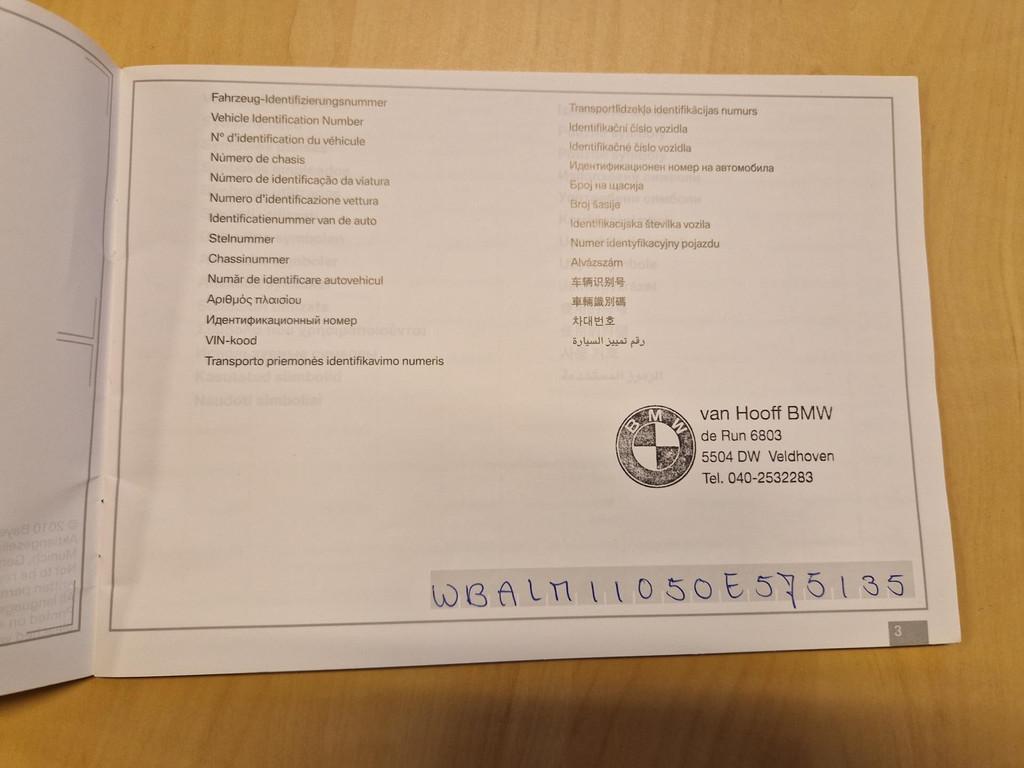 Fahrzeug-Identifizierungsnummer
Vehicle Identification Number
N° d'identification du véhicule
Número de chasis
Número de identificação da viatura
Numero d'identificazione vettura
Identificatienummer van de auto
Stelnummer
Chassinummer
Număr de identificare autovehicul
Αριθμός πλαισίου
Идентификационный номер
VIN-kood
Transporto priemonės identifikavimo numeris
Transportlīdzekļa identifikācijas numurs
Identifikační číslo vozidla
Identifikačné číslo vozidla
Идентификационен номер на автомобила
Број на шасија
Broj šasije
Identifikacijska številka vozila
Numer identyfikacyjny pojazdu
Alvázszám
车辆识别号
車輛識別碼
차대번호
رقم تمييز السيارة
BMW
van Hooff BMW
de Run 6803
5504 DW Veldhoven
Tel. 040-2532283
WBALM11050E575135
3